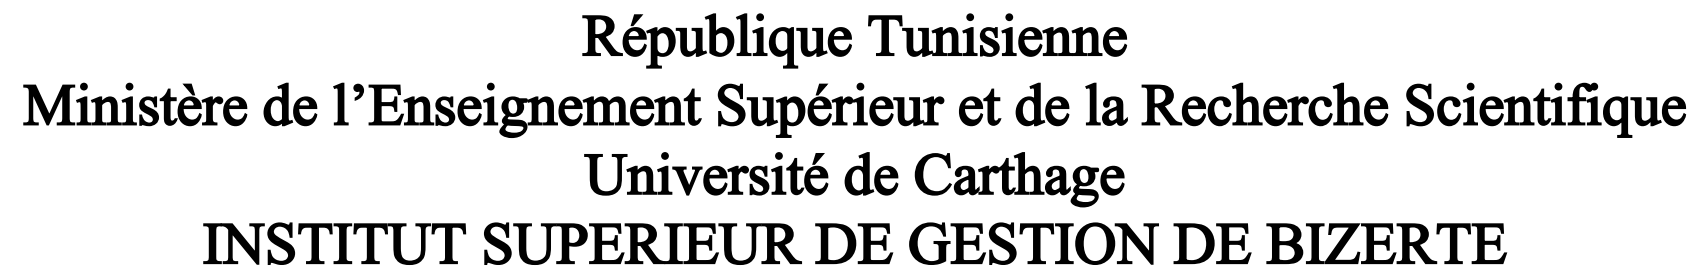 République Tunisienne
Ministère de l’Enseignement Supérieur et de la Recherche Scientifique
Université de Carthage
INSTITUT SUPERIEUR DE GESTION DE BIZERTE